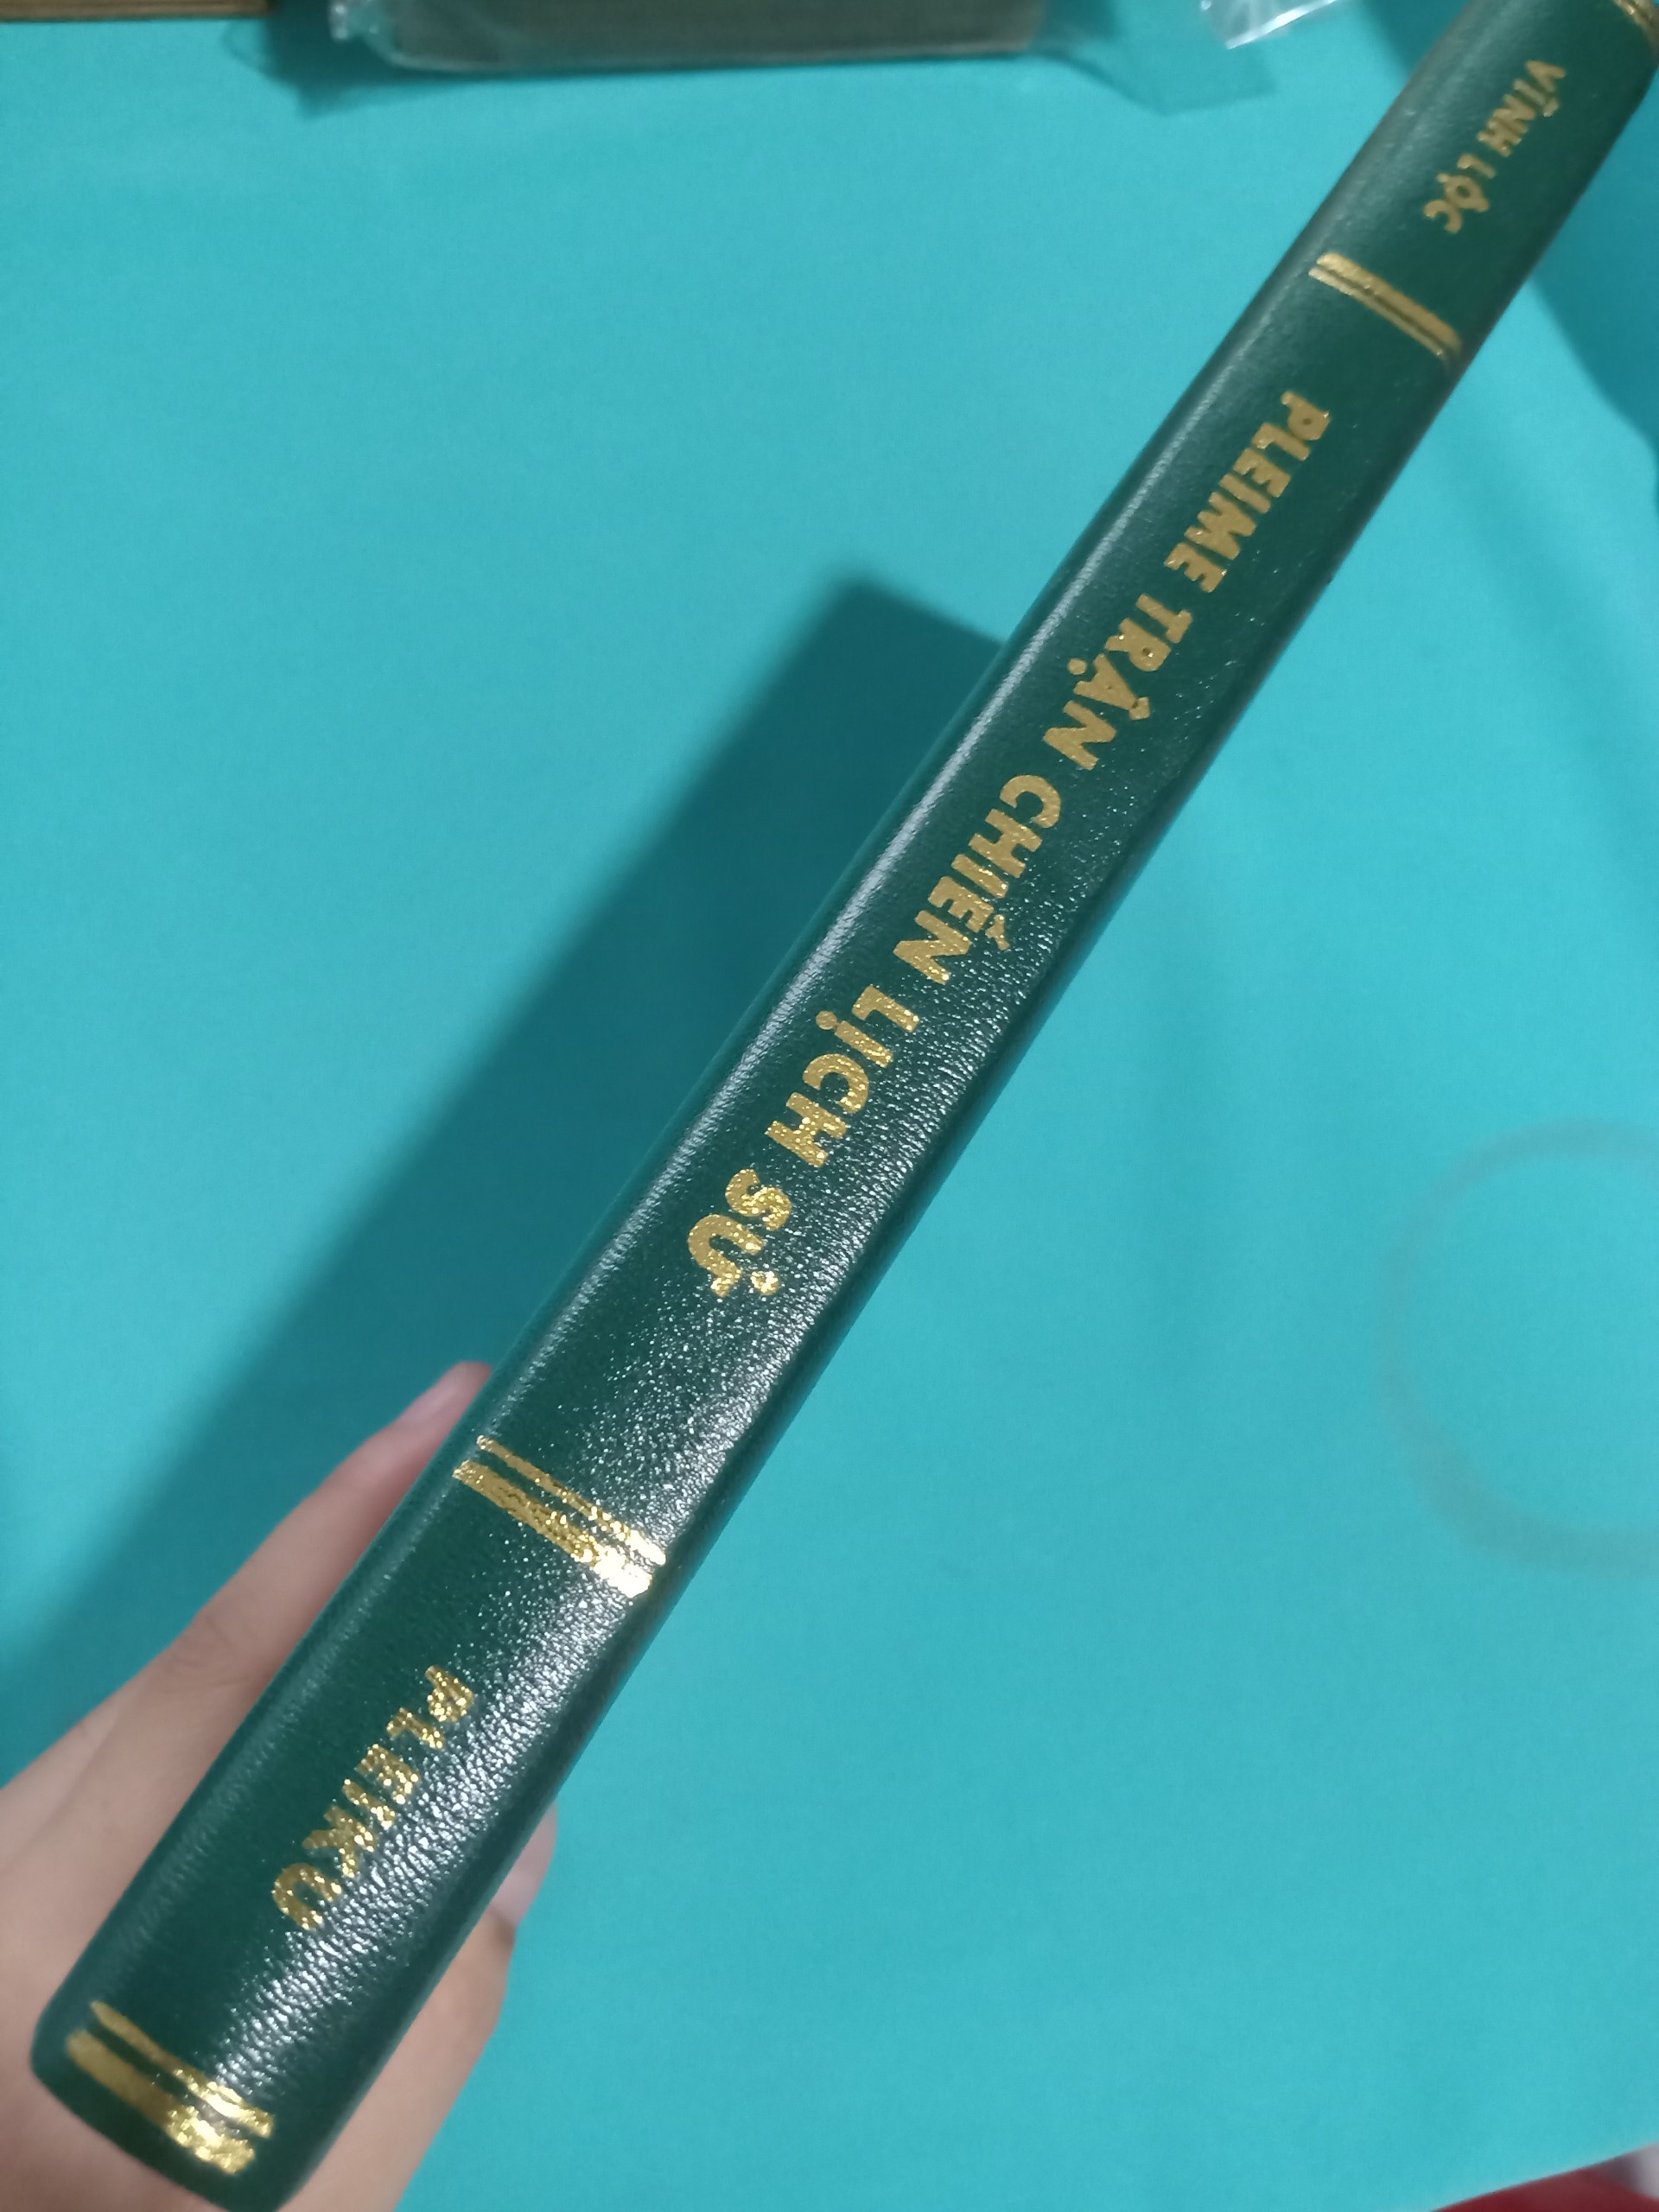 VĨNH LỘC
PLEIME TRẬN CHIẾN LỊCH SỬ
PLEIKU